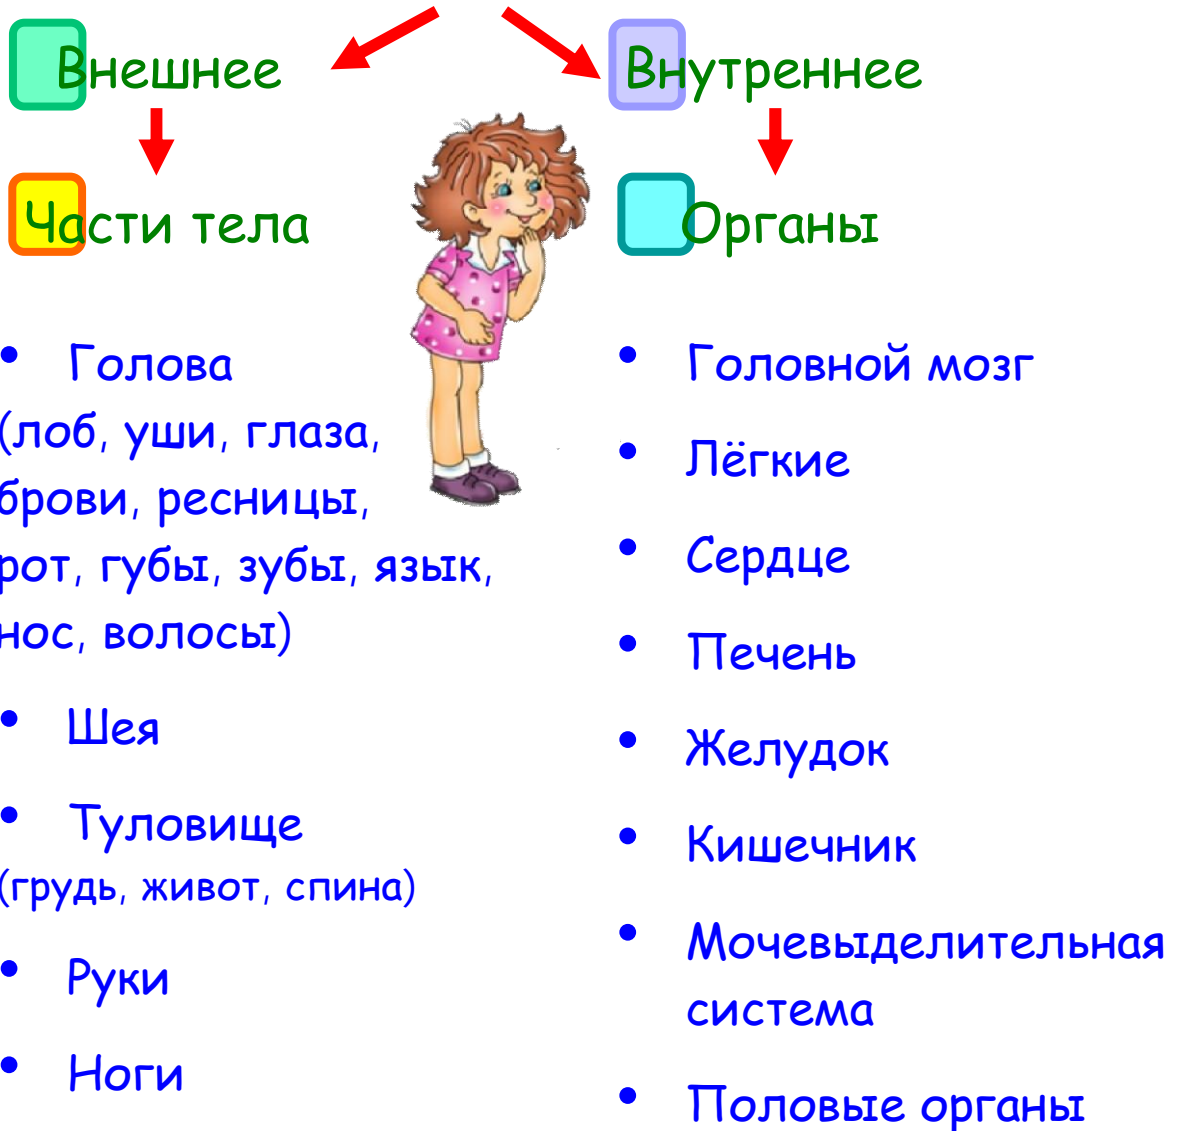 Внешнее
Части тела
• Голова
(лоб, уши, глаза,
брови, ресницы,
рот, губы, зубы, язык,
нос, волосы)
• Шея
• Туловище
(грудь, живот, спина)
• Руки
• Ноги
Внутреннее
Органы
• Головной мозг
• Лёгкие
• Сердце
• Печень
• Желудок
• Кишечник
• Мочевыделительная
система
• Половые органы